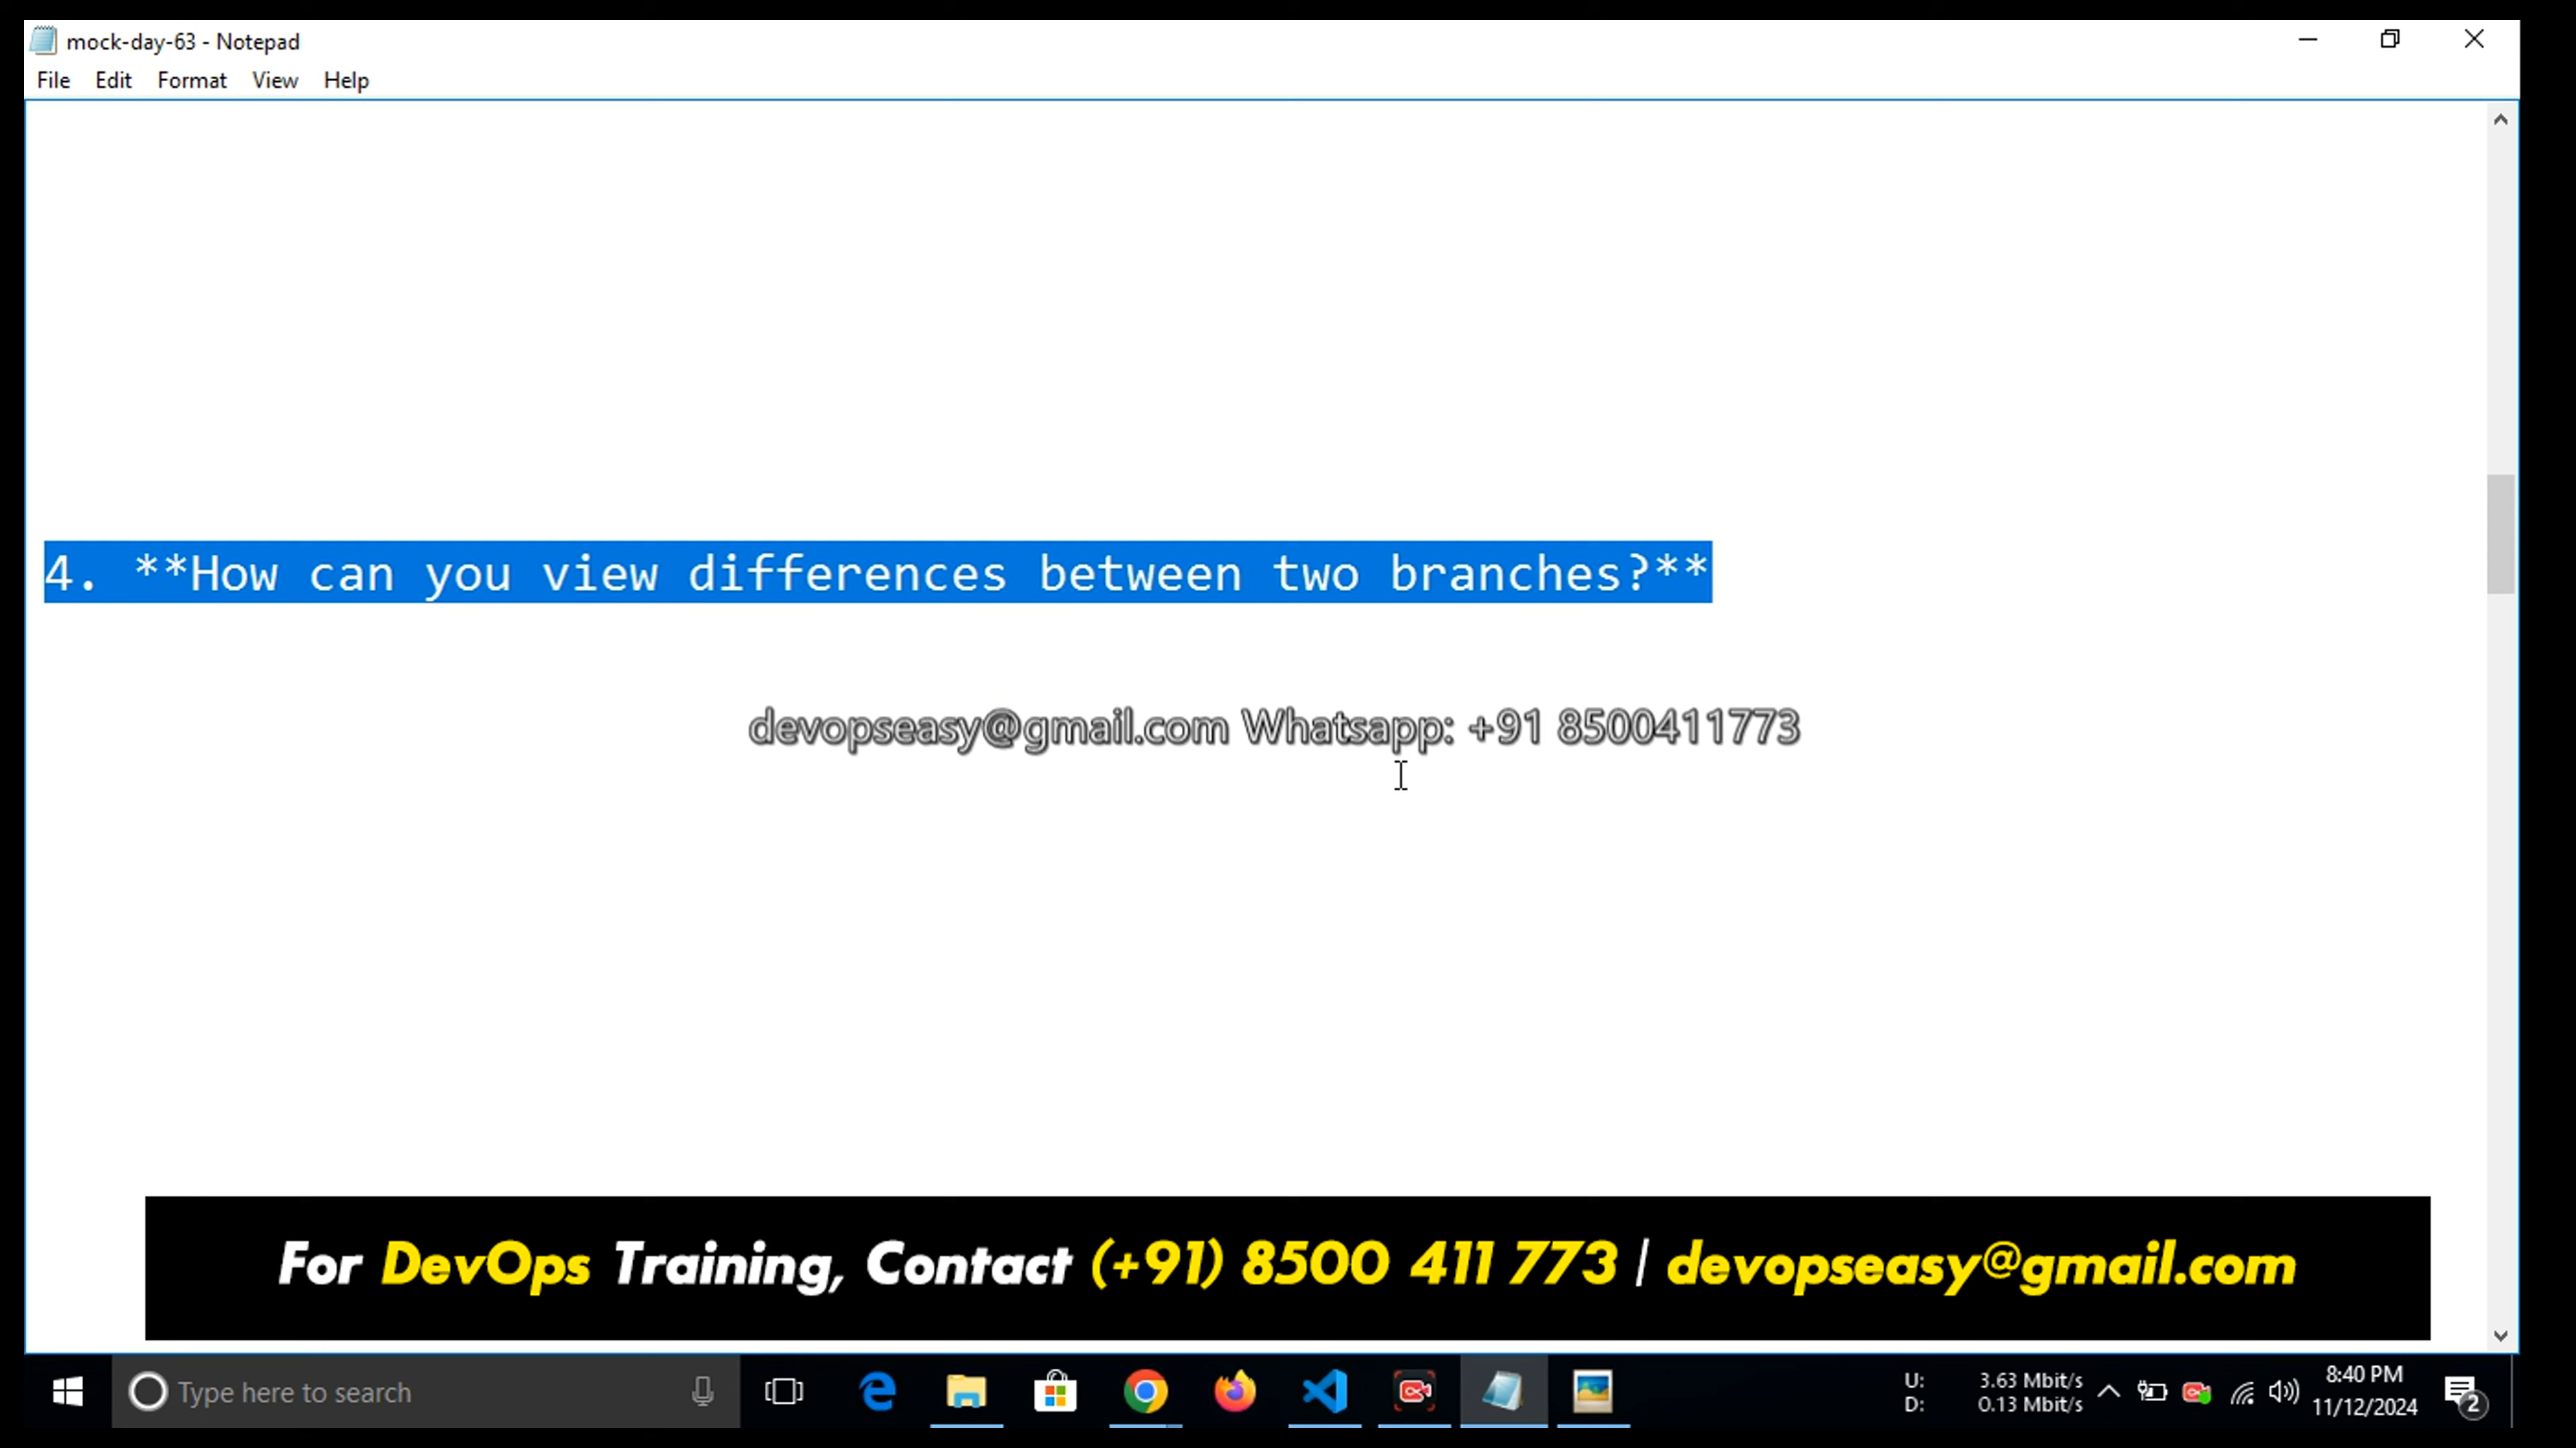 mock-day-63 - Notepad
File Edit Format View Help
4. **How can you view differences between two branches?**
devopseasy@gmail.com Whatsapp: +91 8500411773
For DevOps Training, Contact (+91) 8500 411 773 | devopseasy@gmail.com
Type here to search
U: 3.63 Mbit/s
D: 0.13 Mbit/s
8:40 PM
11/12/2024
2